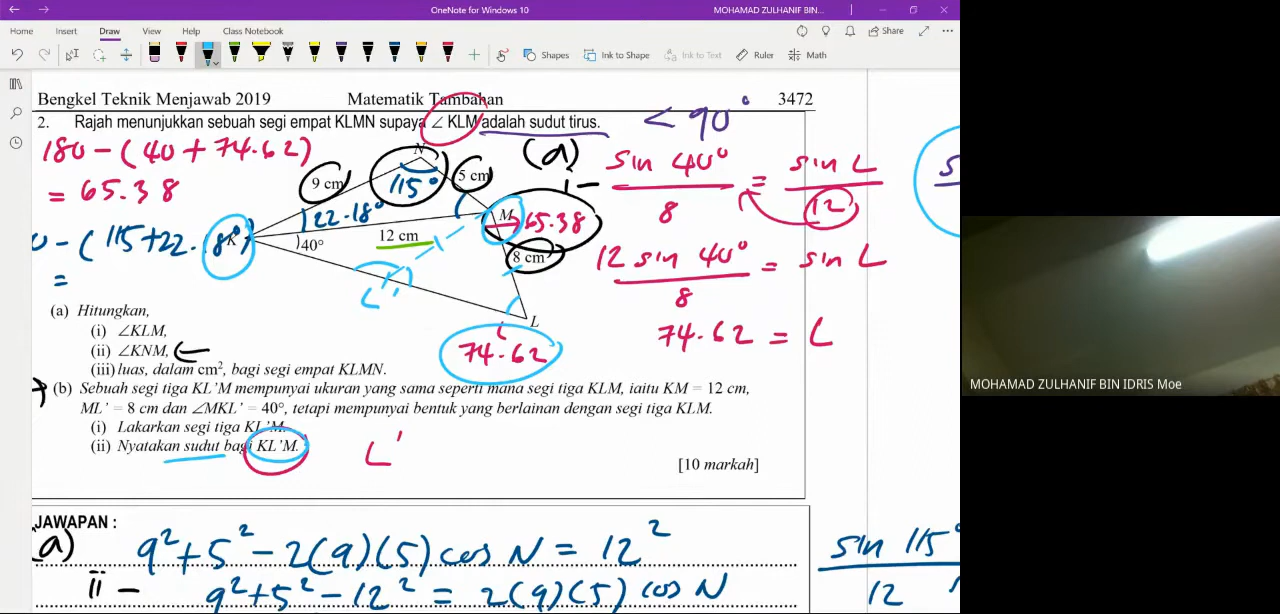 OneNote for Windows 10
MOHAMAD ZULHANIF BIN IDRIS
Home Insert Draw View Help Class Notebook
Share
Shapes Ink to Shape Ink to Text Ruler Math
Bengkel Teknik Menjawab 2019 Matematik Tambahan 3472
2. Rajah menunjukkan sebuah segi empat KLMN supaya ∠ KLM adalah sudut tirus. < 90°
180 - (40 + 74.62)
= 65.38
N
9 cm
115°
5 cm
(a)
i -
sin 40° / 8 = sin L / 12
22.18°
M
65.38
K
40°
12 cm
8 cm
- (115 + 22.18°)
=
L'
L
74.62
12 sin 40° / 8 = sin L
74.62 = L
(a) Hitungkan,
(i) ∠KLM,
(ii) ∠KNM,
(iii) luas, dalam cm², bagi segi empat KLMN.
(b) Sebuah segi tiga KL'M mempunyai ukuran yang sama seperti mana segi tiga KLM, iaitu KM = 12 cm,
ML' = 8 cm dan ∠MKL' = 40°, tetapi mempunyai bentuk yang berlainan dengan segi tiga KLM.
(i) Lakarkan segi tiga KL'M.
(ii) Nyatakan sudut bagi KL'M.
L'
[10 markah]
JAWAPAN :
(a) 9² + 5² - 2(9)(5) cos N = 12²
ii - 9² + 5² - 12² = 2(9)(5) cos N
sin 115°
12
MOHAMAD ZULHANIF BIN IDRIS Moe